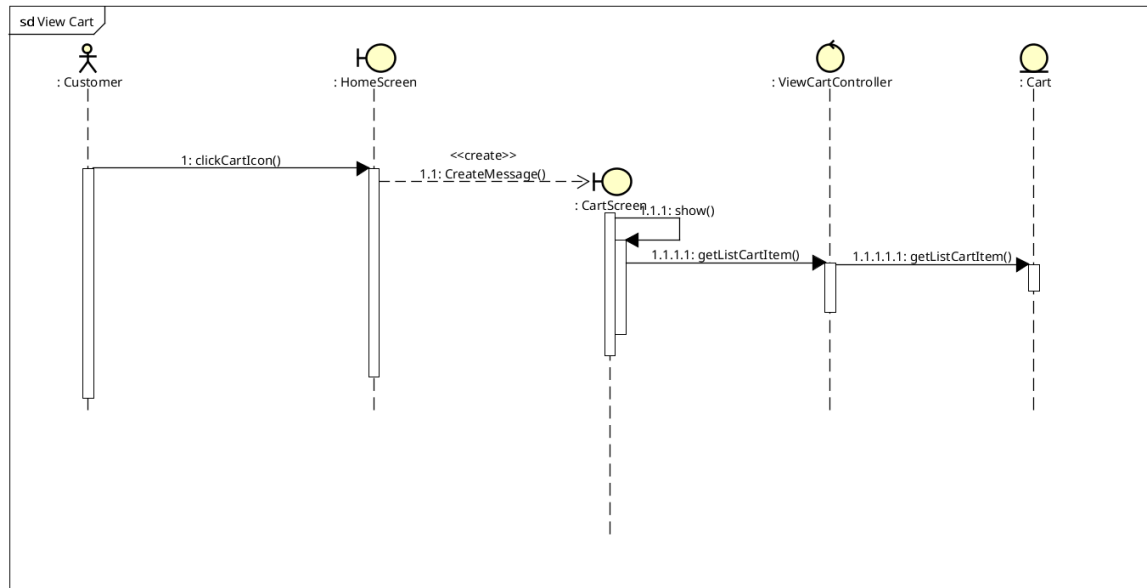 sd View Cart
: Customer
: HomeScreen
: ViewCartController
: Cart
1: clickCartIcon()
<<create>>
1.1: CreateMessage()
: CartScreen
1.1.1: show()
1.1.1.1: getListCartItem()
1.1.1.1.1: getListCartItem()